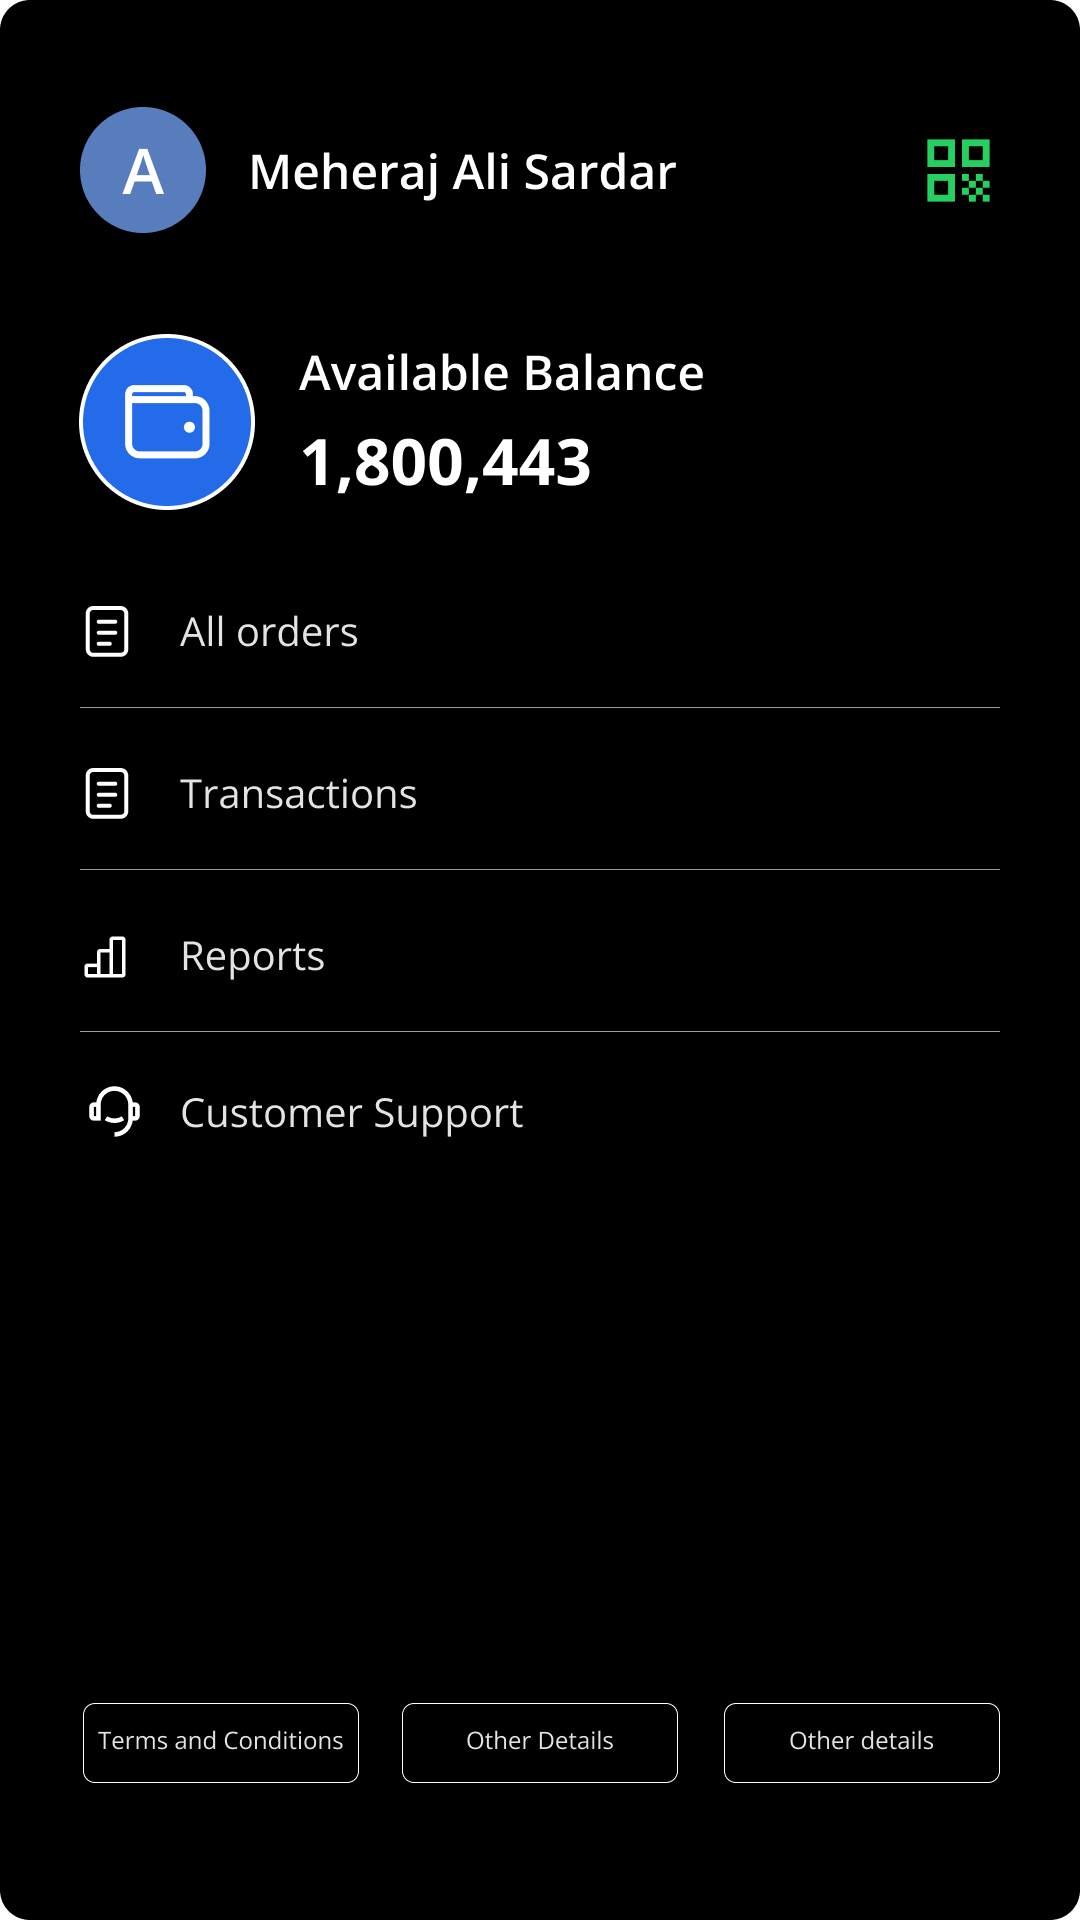 A
Meheraj Ali Sardar
Available Balance
1,800,443
All orders
Transactions
Reports
Customer Support
Terms and Conditions
Other Details
Other details